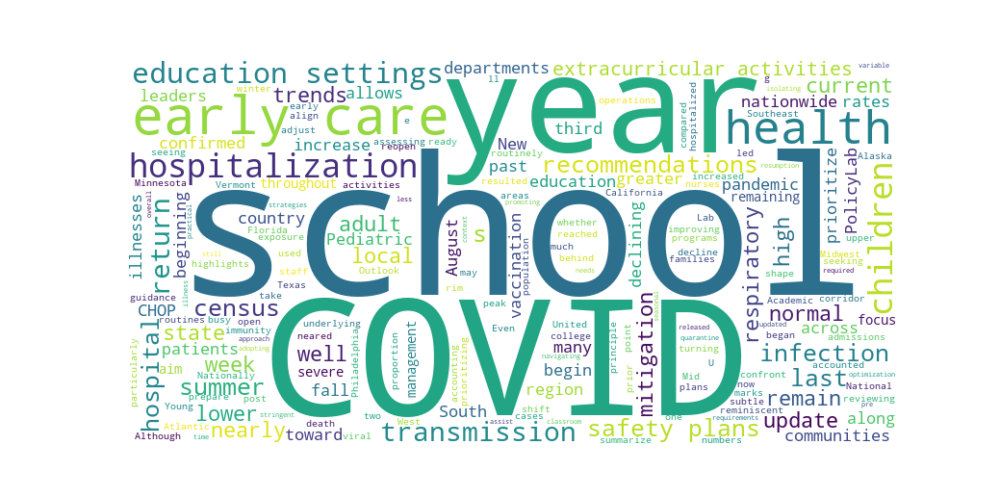 education settings
departments
ll
extracurricular activities
variable
g
leaders
trends
winter
allows
early
align
e
year
operations
nationwide
current
rates
early care
Southeast
compared
hospitalized
health
confirmed
adjust
increase
reopen
assessing
ready
third
New
routinely
led
seeing
hospitalization
past
recommendations
Alaska
Minnesota
Vermont
throughout
activities
less
resulted
education
greater
nurses
increased
pandemic
remaining
prioritize
PolicyLab
overall
strategies
areas
promoting
California
resumption
school
illnesses
beginning
return
country
Florida
exposure
adult
Pediatric
local
August
s
context
vaccination
population
whether
reached
much
behind
declining
Lab
improving
programs
decline
families
respiratory
high
upper
Midwest
seeking
required
children
practical
still
highlights
used
staff
Texas
Outlook
may
rim
needs
shape
Academic
corridor
CHOP
census
guidance
take
routines
busy
immunity
open
illness
approach
adopting
Nationally
COVID
underlying
neared
well
severe
fall
Philadelphia
proportion
management
peak
Even
United
college
many
begin
principle
accounting
prioritizing
region
prior
point
mitigation
released
quarantine
turning
U
Mid
plans
updated
began
normal
focus
across
admissions
infection
accounted
confront
now
marks
National
optimization
subtle
pre
reviewing
last
remain
reminiscent
particularly
hospital
state
patients
aim
week
prepare
post
summer
Young
stringent
lower
Atlantic
Although
time
nearly
toward
death
viral
two
West
South
shift
cases
assist
navigating
transmission
classroom
safety plans
summarize
one
requirements
numbers
update
along
communities
isolating